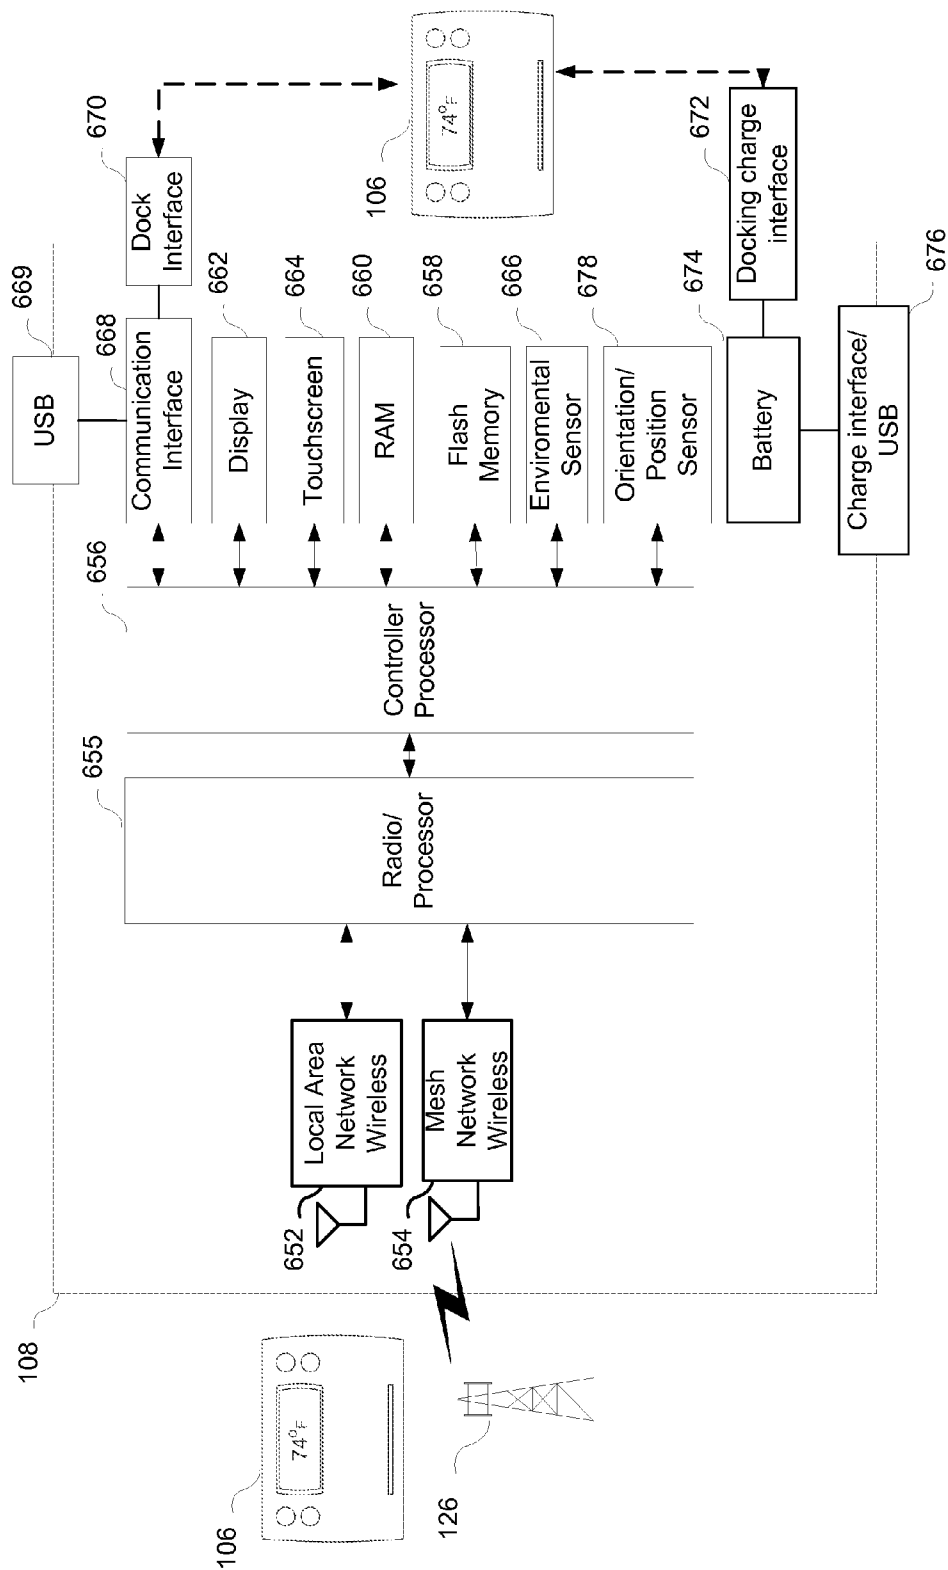 669
USB
668
Communication
Interface
670
Dock
Interface
662
Display
664
Touchscreen
660
RAM
658
Flash
Memory
666
Enviromental
Sensor
678
Orientation/
Position
Sensor
674
Battery
672
Docking charge
interface
676
Charge interface/
USB
106
74°F
656
Controller
Processor
655
Radio/
Processor
652
Local Area
Network
Wireless
654
Mesh
Network
Wireless
108
106
74°F
126